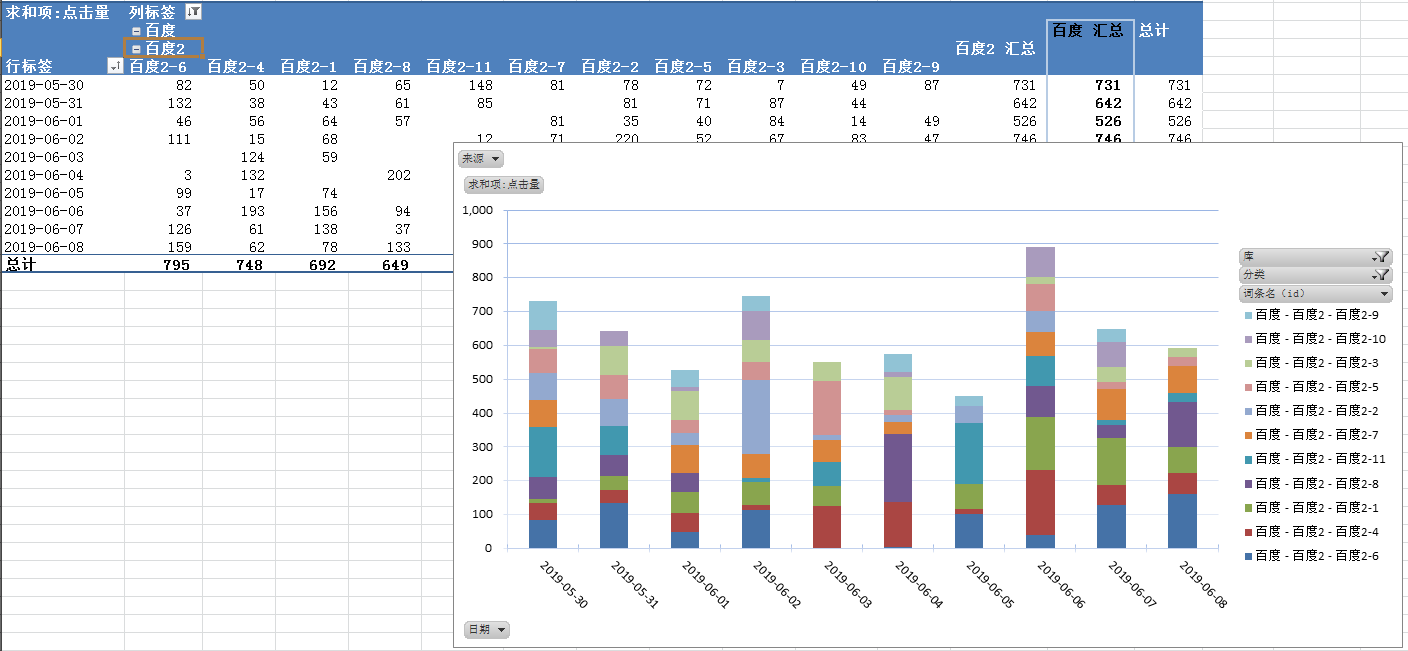 求和项:点击量 列标签
百度 百度 汇总 总计
百度2 百度2 汇总
行标签 百度2-6 百度2-4 百度2-1 百度2-8 百度2-11 百度2-7 百度2-2 百度2-5 百度2-3 百度2-10 百度2-9
2019-05-30 82 50 12 65 148 81 78 72 7 49 87 731 731 731
2019-05-31 132 38 43 61 85 81 71 87 44 642 642 642
2019-06-01 46 56 64 57 81 35 40 84 14 49 526 526 526
2019-06-02 111 15 68 12 71 220 52 67 83 47 746 746 746
2019-06-03 124 59
2019-06-04 3 132 202
2019-06-05 99 17 74
2019-06-06 37 193 156 94
2019-06-07 126 61 138 37
2019-06-08 159 62 78 133
总计 795 748 692 649
来源
求和项:点击量
1,000
900
800
700
600
500
400
300
200
100
0
2019-05-30
2019-05-31
2019-06-01
2019-06-02
2019-06-03
2019-06-04
2019-06-05
2019-06-06
2019-06-07
2019-06-08
日期
库
分类
词条名（id）
百度 - 百度2 - 百度2-9
百度 - 百度2 - 百度2-10
百度 - 百度2 - 百度2-3
百度 - 百度2 - 百度2-5
百度 - 百度2 - 百度2-2
百度 - 百度2 - 百度2-7
百度 - 百度2 - 百度2-11
百度 - 百度2 - 百度2-8
百度 - 百度2 - 百度2-1
百度 - 百度2 - 百度2-4
百度 - 百度2 - 百度2-6